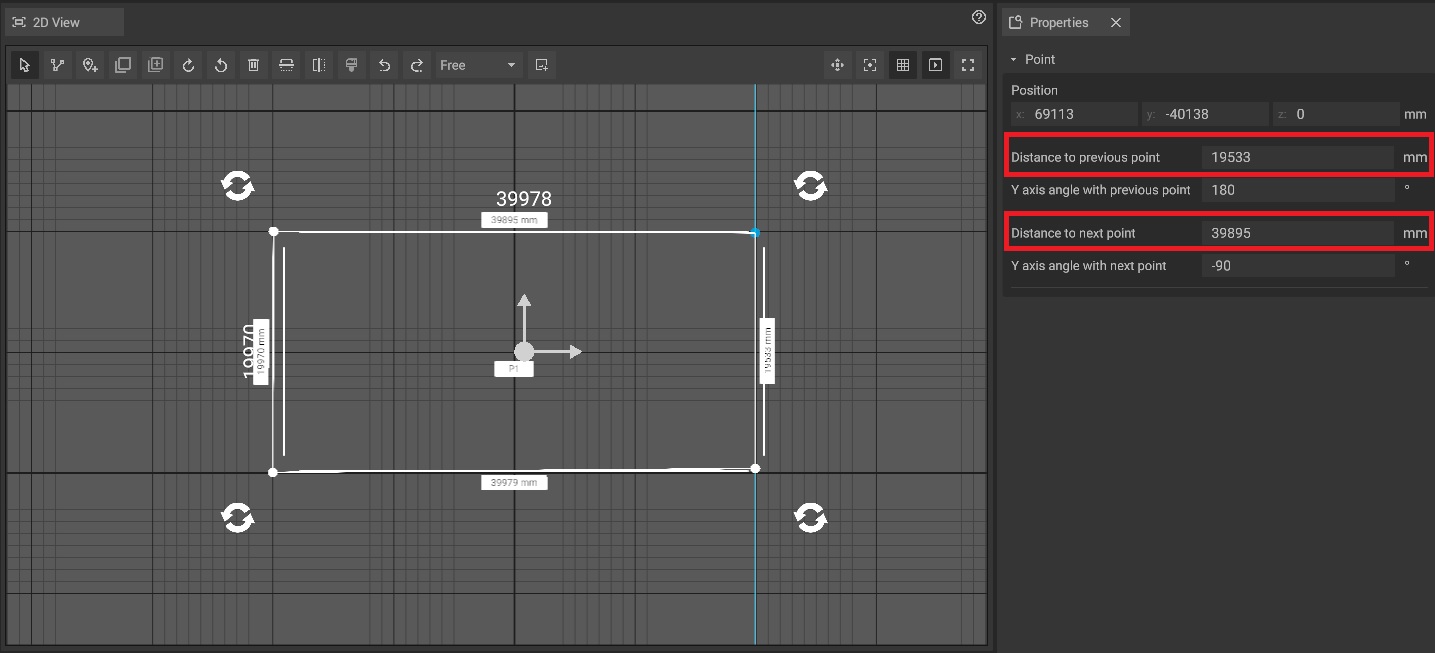 2D View
Free
39978
39895 mm
19970
19970 mm
19533 mm
P1
39979 mm
Properties
Point
Position
x: 69113 y: -40138 z: 0 mm
Distance to previous point 19533 mm
Y axis angle with previous point 180 °
Distance to next point 39895 mm
Y axis angle with next point -90 °